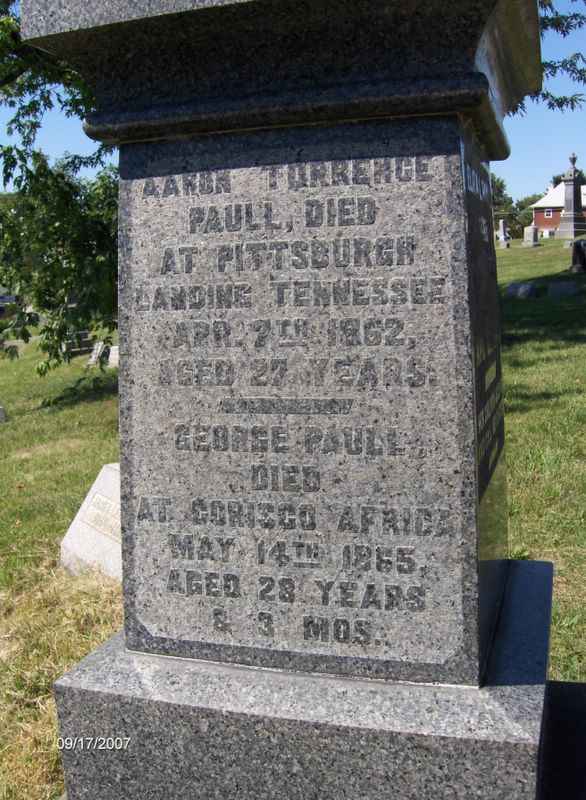 AARON TORRENCE
PAULL, DIED
AT PITTSBURGH
LANDING TENNESSEE
APR. 7TH 1862,
AGED 27 YEARS.
GEORGE PAULL,
DIED
AT CORISCO AFRICA
MAY 14TH 1865,
AGED 28 YEARS
& 3 MOS.
09/17/2007